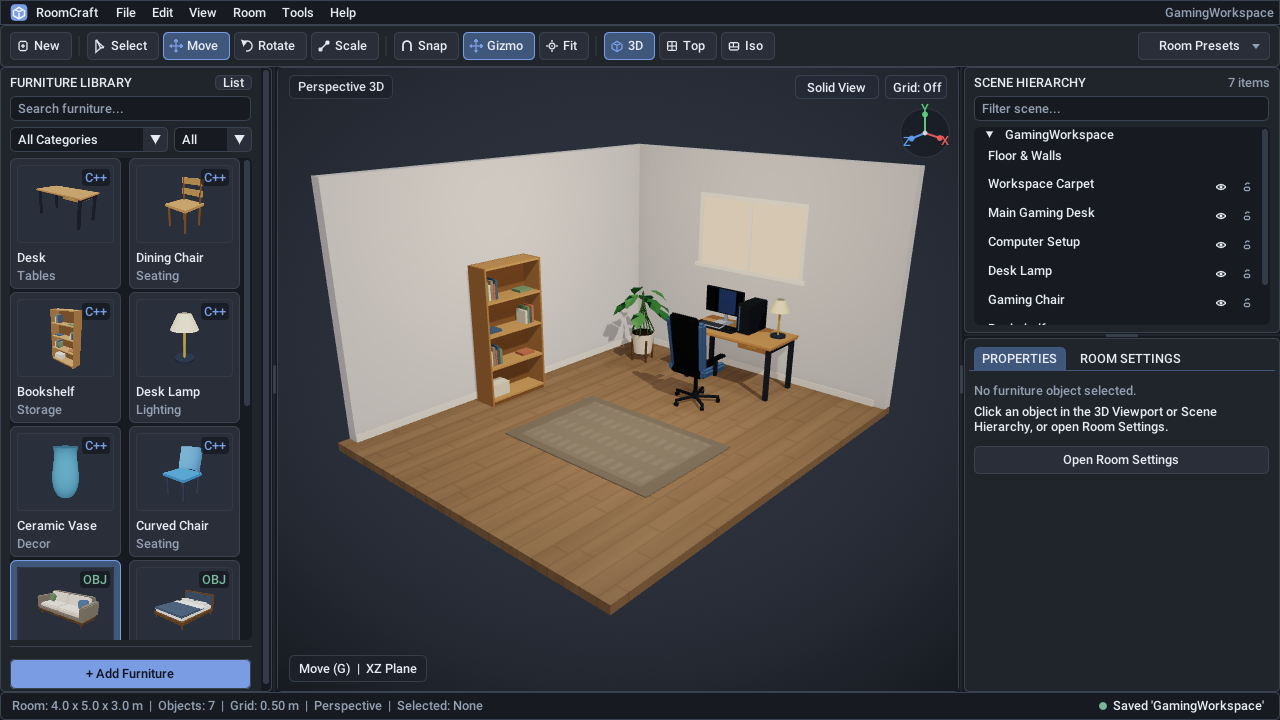 RoomCraft File Edit View Room Tools Help GamingWorkspace
New Select Move Rotate Scale Snap Gizmo Fit 3D Top Iso Room Presets
FURNITURE LIBRARY List
Search furniture...
All Categories All
C++ C++
Desk Dining Chair
Tables Seating
C++ C++
Bookshelf Desk Lamp
Storage Lighting
C++ C++
Ceramic Vase Curved Chair
Decor Seating
OBJ OBJ
+ Add Furniture
Perspective 3D Solid View Grid: Off
Y
Z X
Move (G) | XZ Plane
SCENE HIERARCHY 7 items
Filter scene...
GamingWorkspace
Floor & Walls
Workspace Carpet
Main Gaming Desk
Computer Setup
Desk Lamp
Gaming Chair
PROPERTIES ROOM SETTINGS
No furniture object selected.
Click an object in the 3D Viewport or Scene
Hierarchy, or open Room Settings.
Open Room Settings
Room: 4.0 x 5.0 x 3.0 m | Objects: 7 | Grid: 0.50 m | Perspective | Selected: None Saved 'GamingWorkspace'